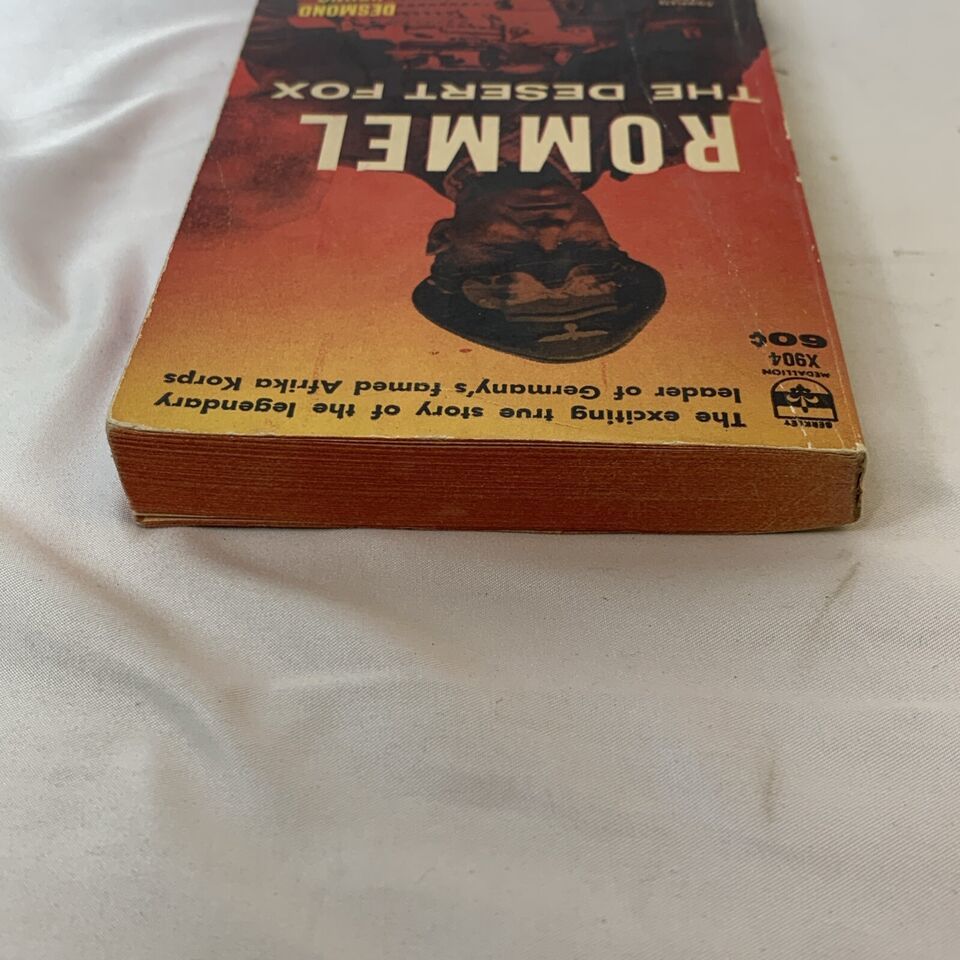 BERKLEY
MEDALLION
X904
60¢
The exciting true story of the legendary
leader of Germany's famed Afrika Korps
ROMMEL
THE DESERT FOX
DESMOND
YOUNG